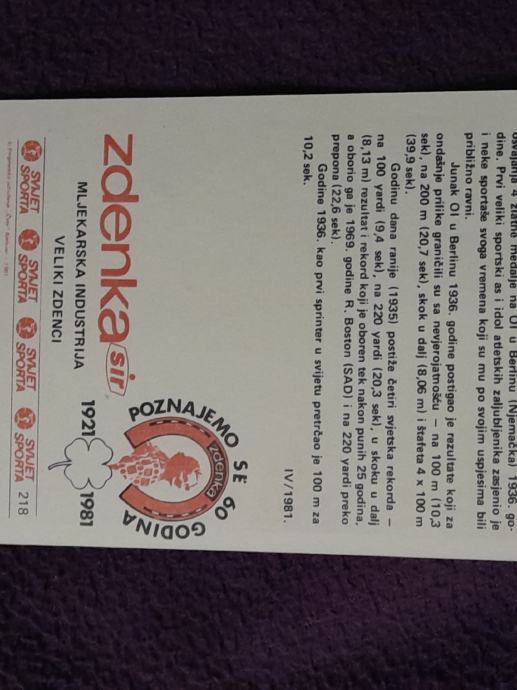 osvajanja 4 zlatne medalje na OI u Berlinu (Njemačka) 1936. go-
dine. Prvi veliki sportski as i idol atletskih zaljubljenika zasjenio je
i neke sportaše svoga vremena koji su mu po svojim uspjesima bili
približno ravni.
Junak OI u Berlinu 1936. godine postigao je rezultate koji za
ondašnje prilike graničili su sa nevjerojatnošću — na 100 m (10,3
sek), na 200 m (20,7 sek), skok u dalj (8,06 m) i štafeta 4 x 100 m
(39,9 sek).
Godinu dana ranije (1935) postiže četiri svjetska rekorda —
na 100 yardi (9,4 sek), na 220 yardi (20,3 sek), u skoku u dalj
(8,13 m) rezultat i rekord koji je oboren tek nakon punih 25 godina,
a oborio ga je 1969. godine R. Boston (SAD) i na 220 yardi preko
prepona (22,6 sek).
Godine 1936. kao prvi sprinter u svijetu pretrčao je 100 m za
10,2 sek.
IV/1981.
zdenka sir
MLJEKARSKA INDUSTRIJA
VELIKI ZDENCI
POZNAJEMO SE 60 GODINA
zdenka
1921 1981
SVIJET SPORTA SVIJET SPORTA SVIJET SPORTA SVIJET SPORTA 218